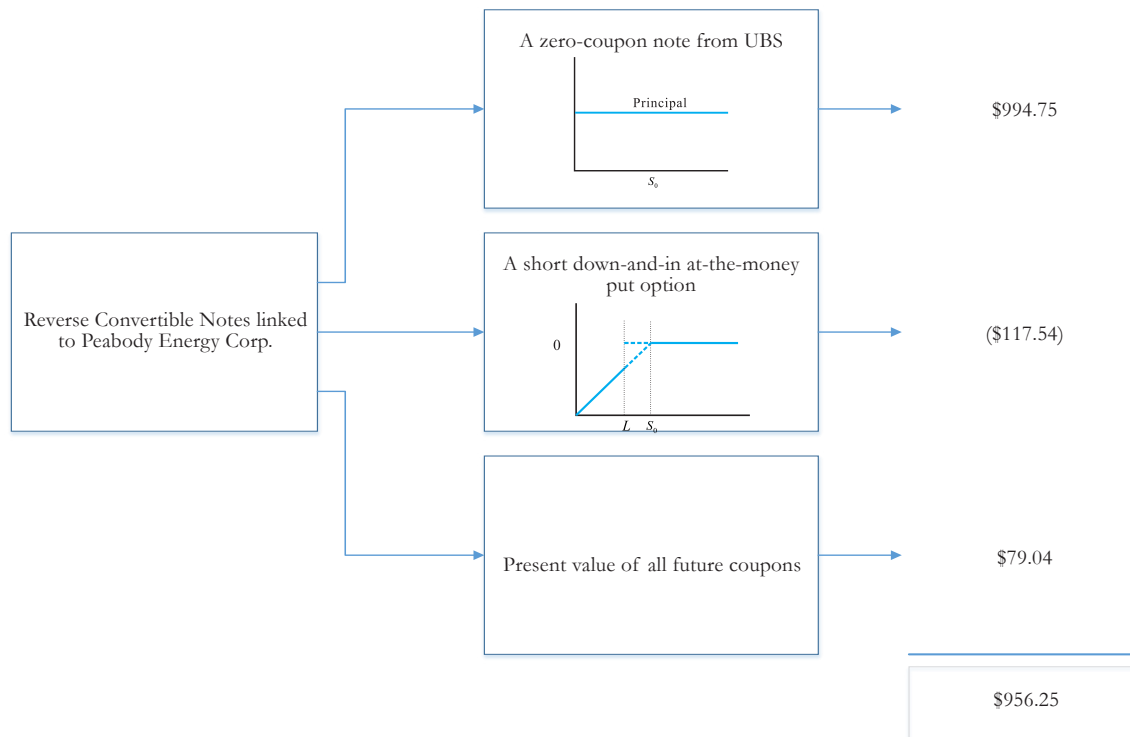 A zero-coupon note from UBS
Principal
S₀
$994.75
Reverse Convertible Notes linked
to Peabody Energy Corp.
A short down-and-in at-the-money
put option
0
L S₀
($117.54)
Present value of all future coupons
$79.04
$956.25